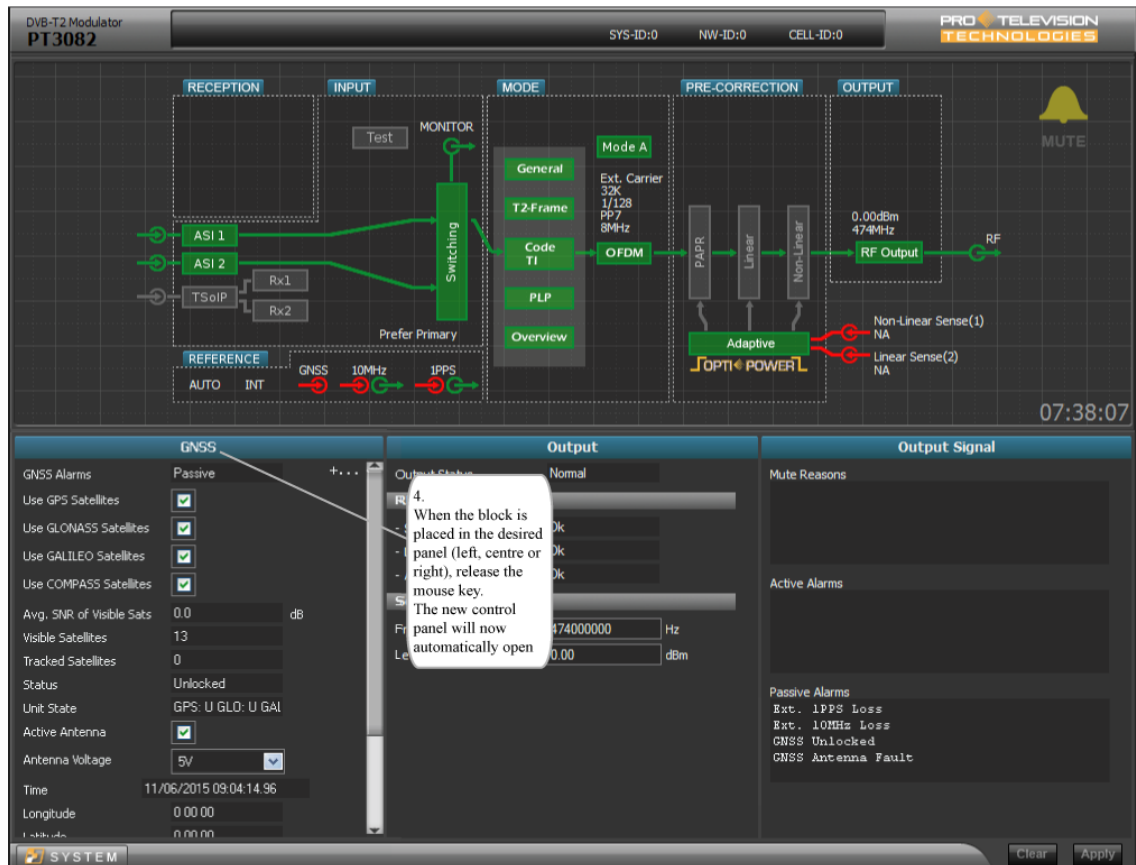 DVB-T2 Modulator
PT3082
SYS-ID:0 NW-ID:0 CELL-ID:0
PRO TELEVISION
TECHNOLOGIES
RECEPTION
INPUT
MODE
PRE-CORRECTION
OUTPUT
MUTE
Test
MONITOR
Mode A
General
Ext. Carrier
32K
1/128
PP7
8MHz
T2-Frame
Code
TI
PLP
Overview
OFDM
ASI 1
ASI 2
TSoIP
Rx1
Rx2
Switching
Prefer Primary
PAPR
Linear
Non-Linear
0.00dBm
474MHz
RF Output
RF
Adaptive
OPTI POWER
Non-Linear Sense(1)
NA
Linear Sense(2)
NA
REFERENCE
AUTO INT
GNSS
10MHz
1PPS
07:38:07
GNSS
GNSS Alarms Passive +...
Use GPS Satellites
Use GLONASS Satellites
Use GALILEO Satellites
Use COMPASS Satellites
Avg. SNR of Visible Sats 0.0 dB
Visible Satellites 13
Tracked Satellites 0
Status Unlocked
Unit State GPS: U GLO: U GAL
Active Antenna
Antenna Voltage 5V
Time 11/06/2015 09:04:14.96
Longitude 0 00 00
Latitude 0 00 00
Output
Output Status Normal
Ok
Ok
Ok
474000000 Hz
0.00 dBm
4.
When the block is
placed in the desired
panel (left, centre or
right), release the
mouse key.
The new control
panel will now
automatically open
Output Signal
Mute Reasons
Active Alarms
Passive Alarms
Ext. 1PPS Loss
Ext. 10MHz Loss
GNSS Unlocked
GNSS Antenna Fault
SYSTEM
Clear Apply